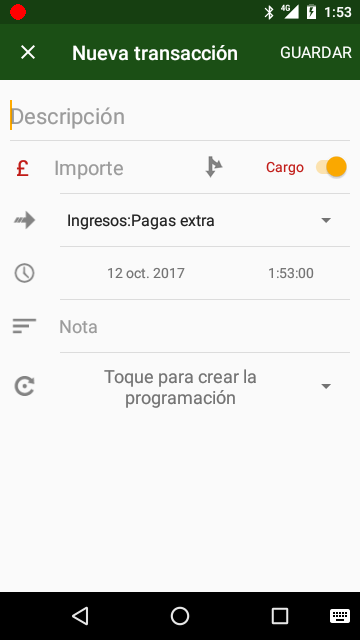 4G 1:53
Nueva transacción GUARDAR
Descripción
£ Importe Cargo
Ingresos:Pagas extra
12 oct. 2017 1:53:00
Nota
Toque para crear la
programación